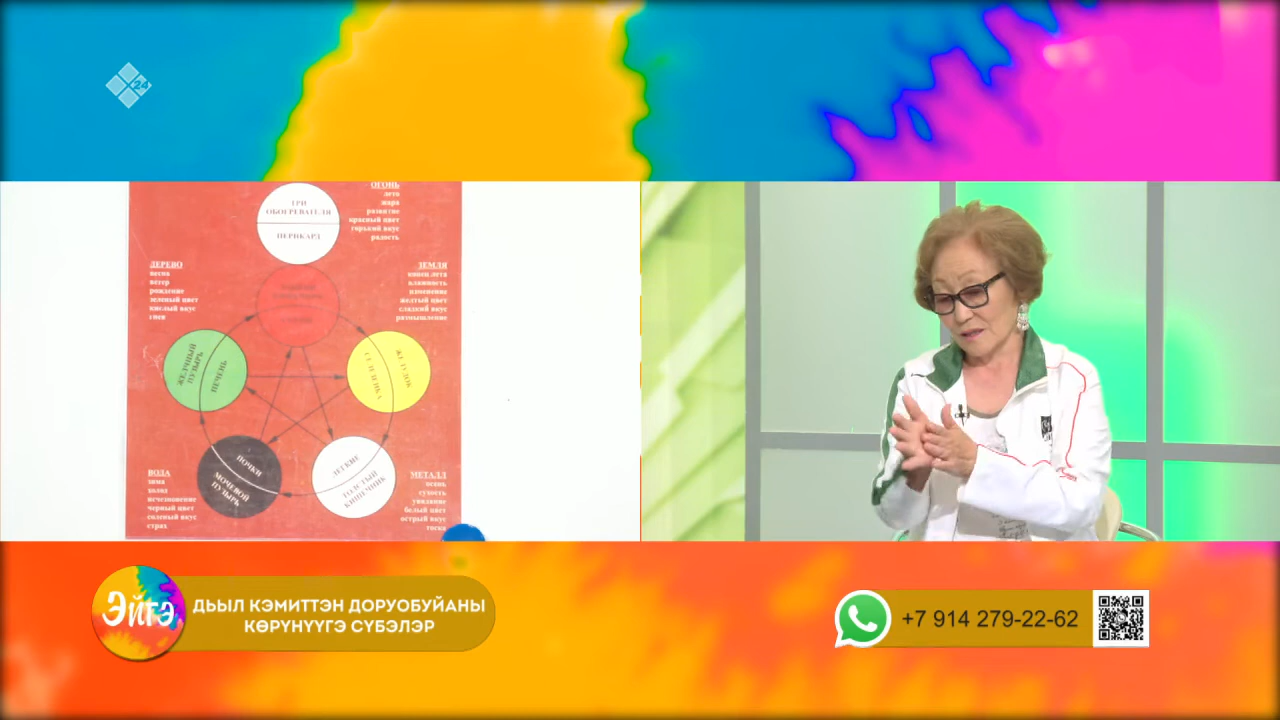 X24
ТРИ
ОБОГРЕВАТЕЛЯ
ПЕРИКАРД
ОГОНЬ
лето
жара
развитие
красный цвет
горький вкус
радость
ДЕРЕВО
весна
ветер
рождение
зеленый цвет
кислый вкус
гнев
ЗЕМЛЯ
конец лета
влажность
изменение
желтый цвет
сладкий вкус
размышление
ЖЕЛЧНЫЙ
ПУЗЫРЬ
ПЕЧЕНЬ
СЕЛЕЗЕНКА
ЖЕЛУДОК
ПОЧКИ
МОЧЕВОЙ
ПУЗЫРЬ
ЛЕГКИЕ
ТОЛСТЫЙ
КИШЕЧНИК
ВОДА
зима
холод
исчезновение
черный цвет
соленый вкус
страх
МЕТАЛЛ
осень
сухость
увядание
белый цвет
острый вкус
тоска
Эйгэ
ДЬЫЛ КЭМИТТЭН ДОРУОБУЙАНЫ
КӨРҮНҮҮГЭ СҮБЭЛЭР
+7 914 279-22-62